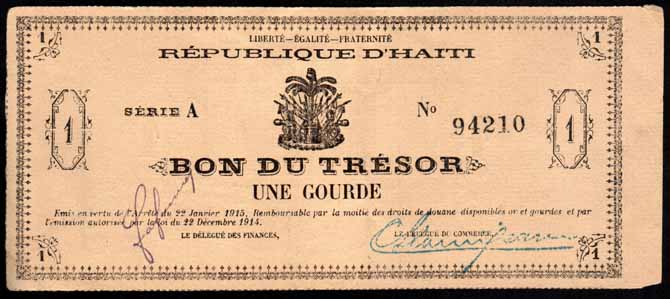 1 LIBERTÉ—ÉGALITÉ—FRATERNITÉ 1
RÉPUBLIQUE D'HAITI
SÉRIE A No 94210
1 1
BON DU TRÉSOR
UNE GOURDE
Emis en vertu de l'Arrêté du 22 Janvier 1915, Remboursable par la moitie des droits de douane disponibles or et gourdes et par
l'émission autorisée par la loi du 22 Décembre 1914.
LE DÉLÉGUÉ DES FINANCES, LE DÉLÉGUÉ DU COMMERCE,
1 1